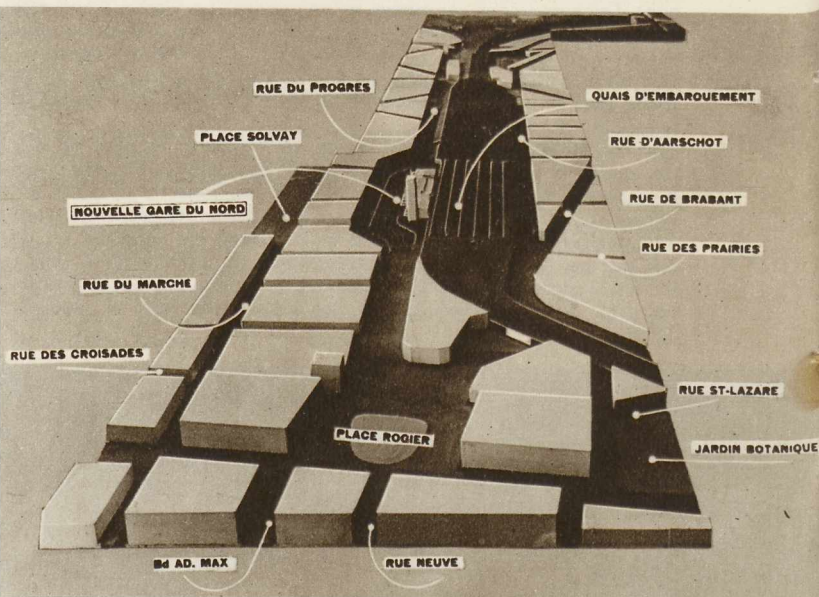 RUE DU PROGRES
QUAIS D'EMBARQUEMENT
PLACE SOLVAY
RUE D'AARSCHOT
NOUVELLE GARE DU NORD
RUE DE BRABANT
RUE DES PRAIRIES
RUE DU MARCHE
RUE DES CROISADES
RUE ST-LAZARE
PLACE ROGIER
JARDIN BOTANIQUE
Bd AD. MAX
RUE NEUVE